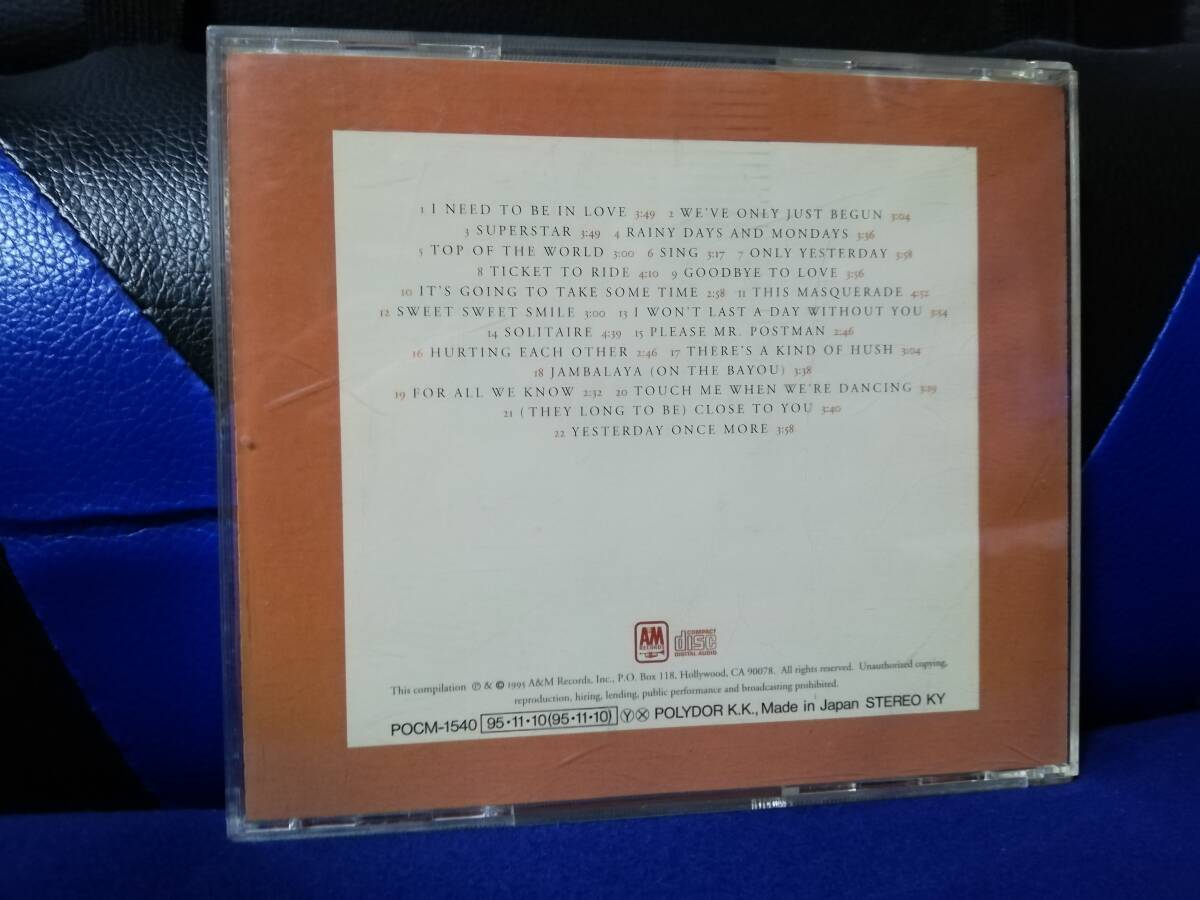 1 I NEED TO BE IN LOVE 3:49 2 WE'VE ONLY JUST BEGUN 3:04
3 SUPERSTAR 3:49 4 RAINY DAYS AND MONDAYS 3:36
5 TOP OF THE WORLD 3:00 6 SING 3:17 7 ONLY YESTERDAY 3:58
8 TICKET TO RIDE 4:10 9 GOODBYE TO LOVE 3:56
10 IT'S GOING TO TAKE SOME TIME 2:58 11 THIS MASQUERADE 4:52
12 SWEET SWEET SMILE 3:00 13 I WON'T LAST A DAY WITHOUT YOU 3:54
14 SOLITAIRE 4:39 15 PLEASE MR. POSTMAN 2:46
16 HURTING EACH OTHER 2:46 17 THERE'S A KIND OF HUSH 3:04
18 JAMBALAYA (ON THE BAYOU) 3:38
19 FOR ALL WE KNOW 2:32 20 TOUCH ME WHEN WE'RE DANCING
21 (THEY LONG TO BE) CLOSE TO YOU 3:40
22 YESTERDAY ONCE MORE 3:58
AM RECORDS
COMPACT disc DIGITAL AUDIO
This compilation ℗ & © 1995 A&M Records, Inc., P.O. Box 118, Hollywood, CA 90078. All rights reserved. Unauthorized copying,
reproduction, hiring, lending, public performance and broadcasting prohibited.
POCM-1540 95·11·10(95·11·10) Ⓨ Ⓧ POLYDOR K.K., Made in Japan STEREO KY